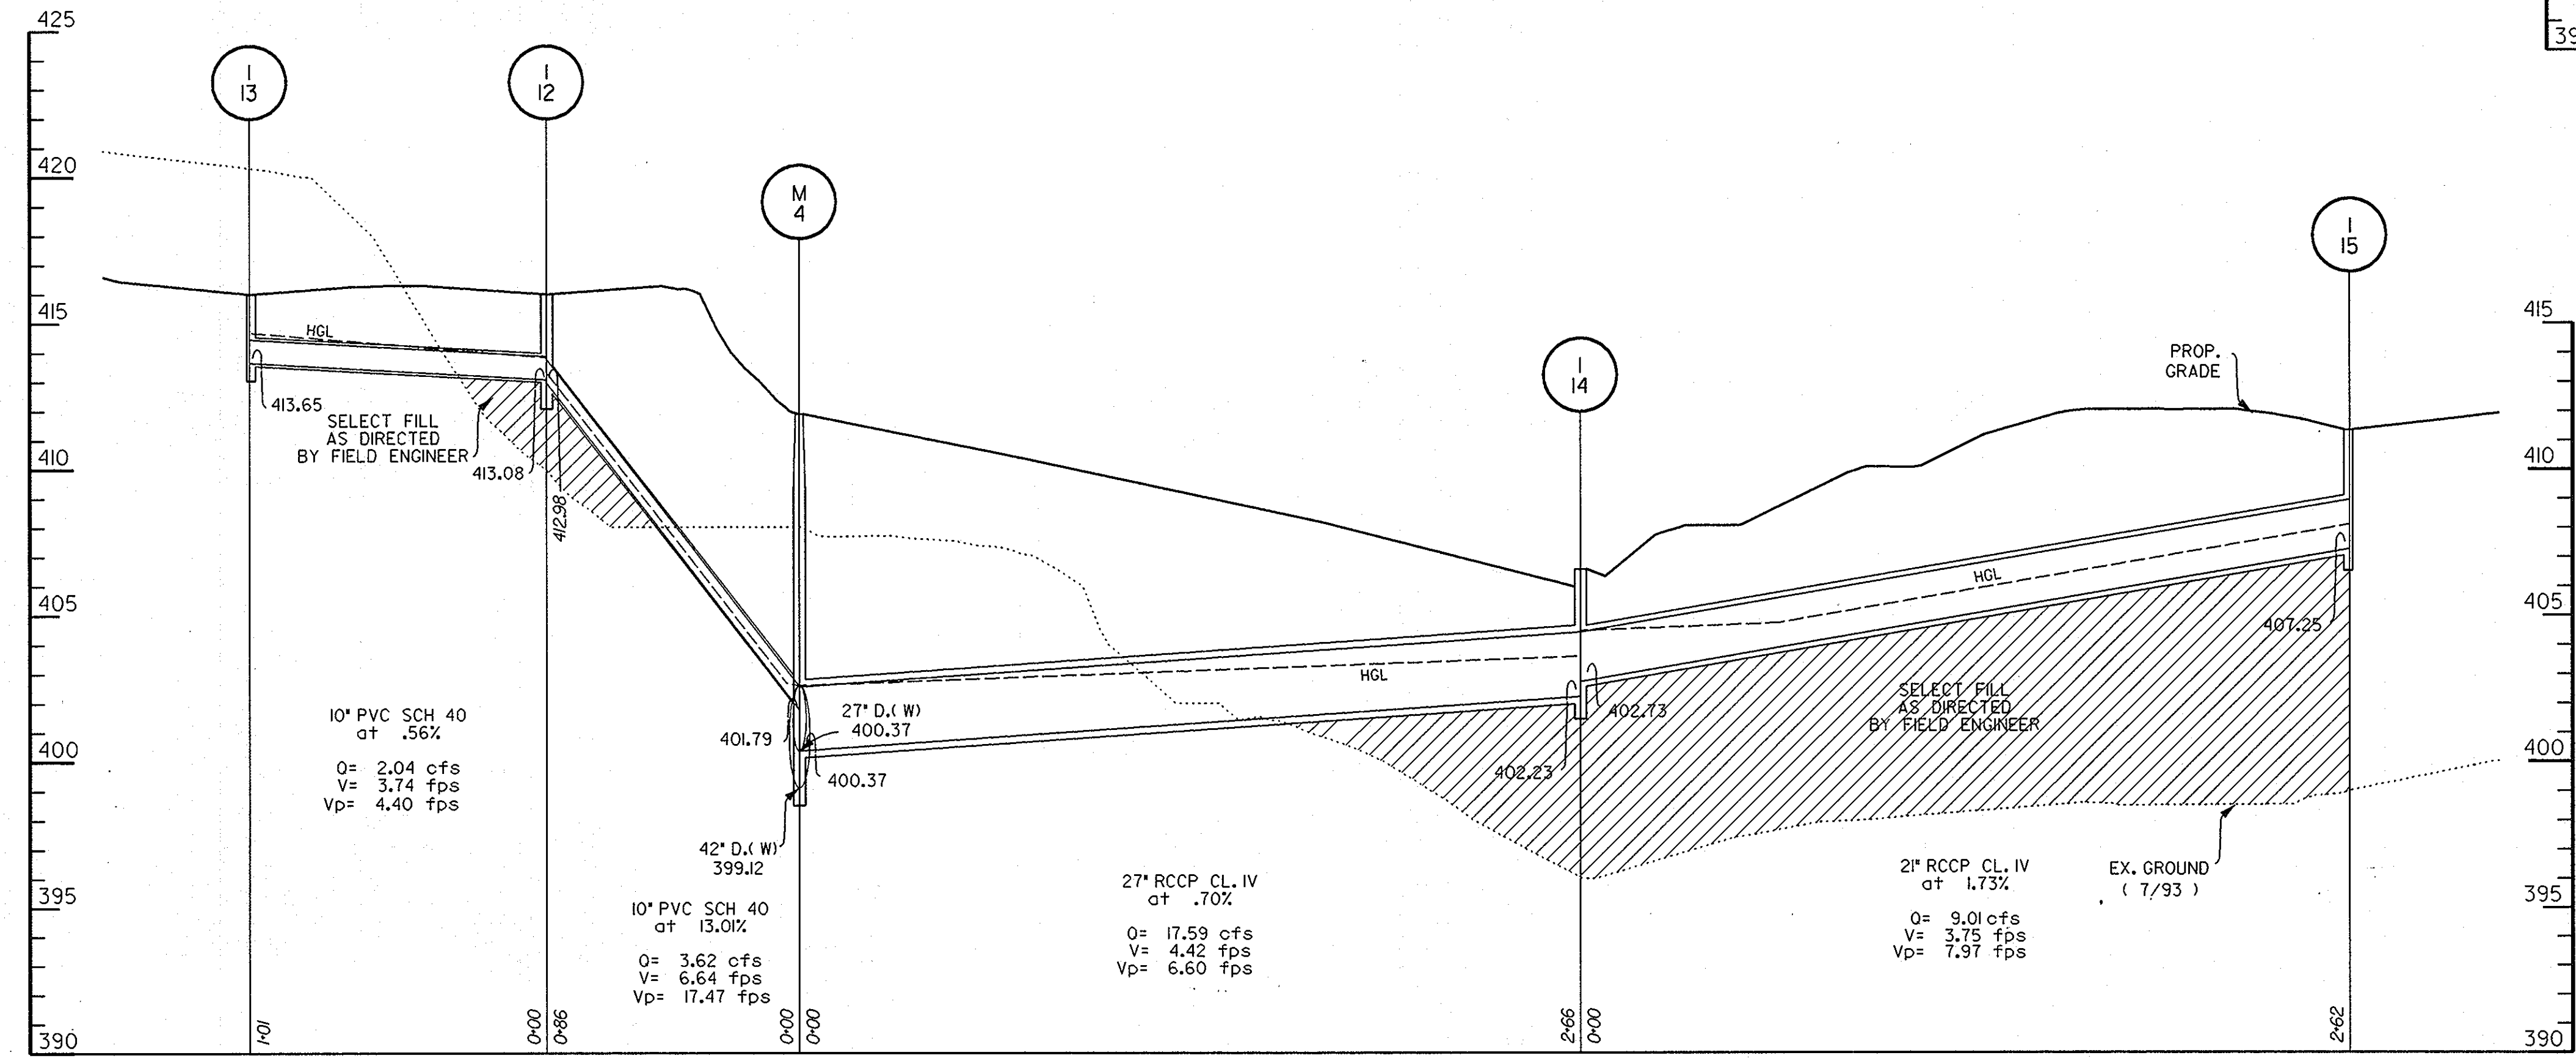 425
420
415
410
405
400
395
390
I
13
I
12
M
4
I
14
I
15
39
415
410
405
400
395
390
HGL
413.65
SELECT FILL
AS DIRECTED
BY FIELD ENGINEER
413.08
412.98
10" PVC SCH 40
at .56%
Q= 2.04 cfs
V= 3.74 fps
Vp= 4.40 fps
401.79
27" D.( W)
400.37
400.37
42" D.( W)
399.12
10" PVC SCH 40
at 13.01%
Q= 3.62 cfs
V= 6.64 fps
Vp= 17.47 fps
HGL
27" RCCP CL. IV
at .70%
Q= 17.59 cfs
V= 4.42 fps
Vp= 6.60 fps
402.23
402.73
PROP.
GRADE
HGL
407.25
SELECT FILL
AS DIRECTED
BY FIELD ENGINEER
21" RCCP CL. IV
at 1.73%
Q= 9.01 cfs
V= 3.75 fps
Vp= 7.97 fps
EX. GROUND
( 7/93 )
1+01
0+00
0+86
0+00
0+00
2+66
0+00
2+62